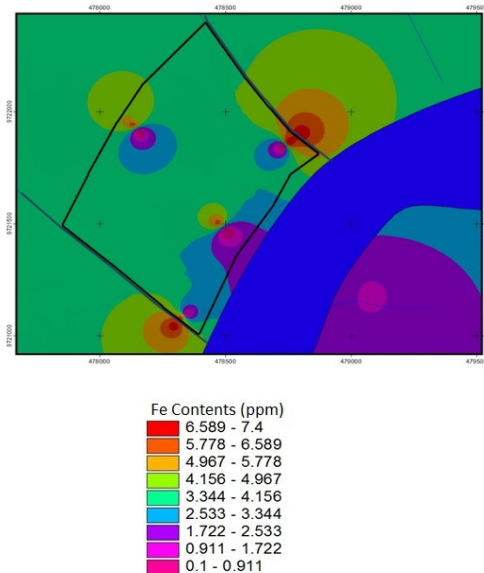 478000 478500 479000 47950
9722000
9721500
9721000
478000 478500 479000 47950
Fe Contents (ppm)
6.589 - 7.4
5.778 - 6.589
4.967 - 5.778
4.156 - 4.967
3.344 - 4.156
2.533 - 3.344
1.722 - 2.533
0.911 - 1.722
0.1 - 0.911